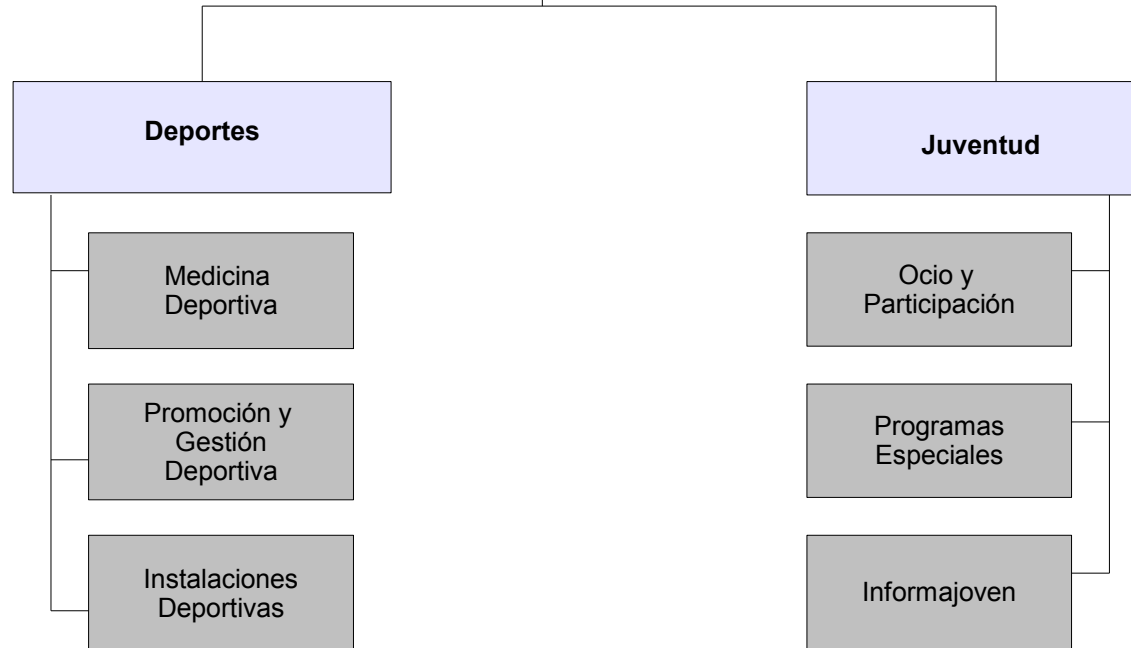 Deportes
Medicina
Deportiva
Promoción y
Gestión
Deportiva
Instalaciones
Deportivas
Juventud
Ocio y
Participación
Programas
Especiales
Informajoven